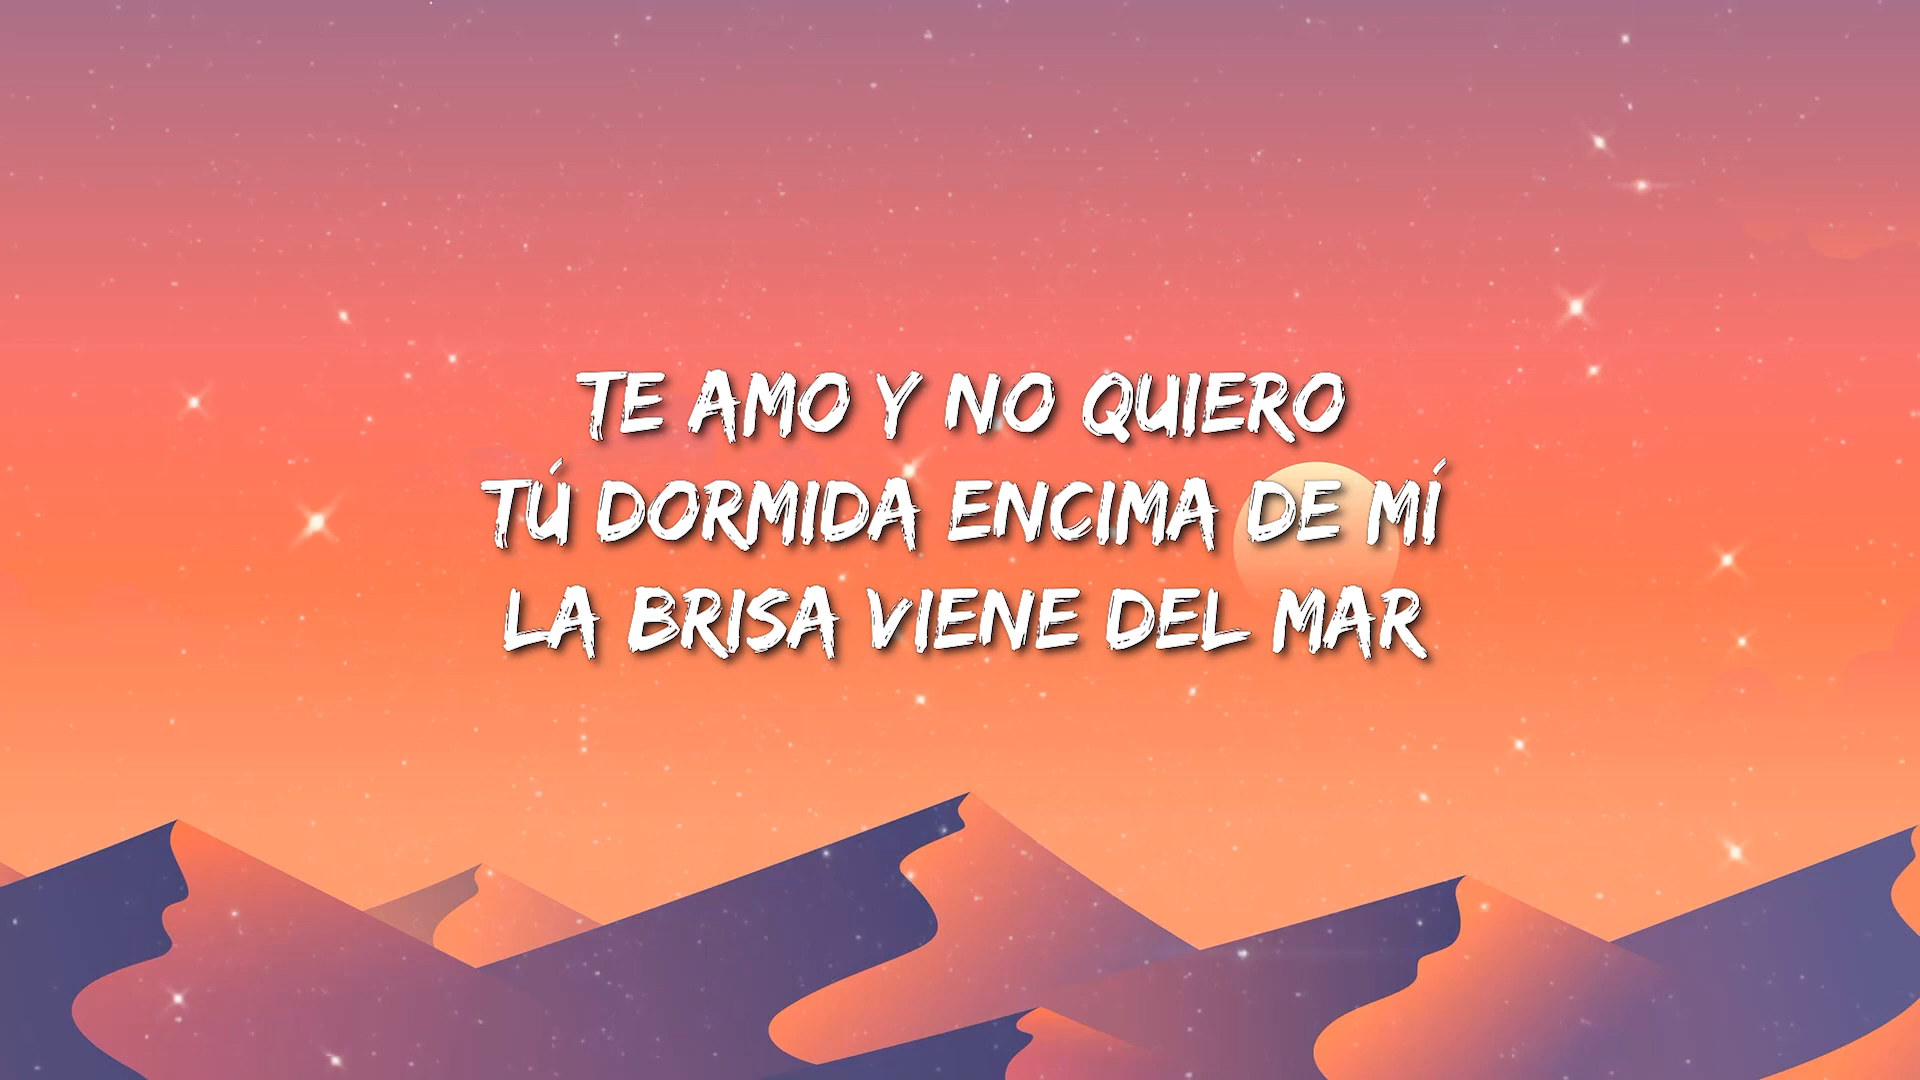 TE AMO Y NO QUIERO
TÚ DORMIDA ENCIMA DE MÍ
LA BRISA VIENE DEL MAR